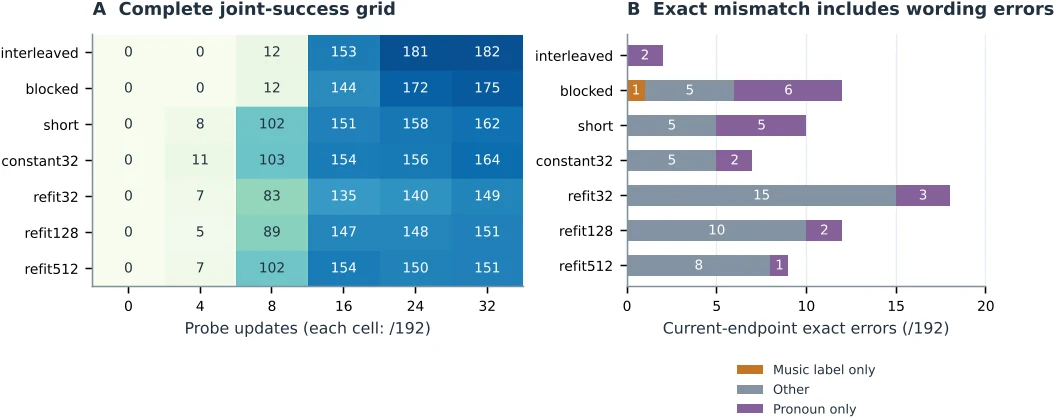 A Complete joint-success grid
interleaved 0 0 12 153 181 182
blocked 0 0 12 144 172 175
short 0 8 102 151 158 162
constant32 0 11 103 154 156 164
refit32 0 7 83 135 140 149
refit128 0 5 89 147 148 151
refit512 0 7 102 154 150 151
0 4 8 16 24 32
Probe updates (each cell: /192)
B Exact mismatch includes wording errors
interleaved 2
blocked 1 5 6
short 5 5
constant32 5 2
refit32 15 3
refit128 10 2
refit512 8 1
0 5 10 15 20
Current-endpoint exact errors (/192)
Music label only
Other
Pronoun only